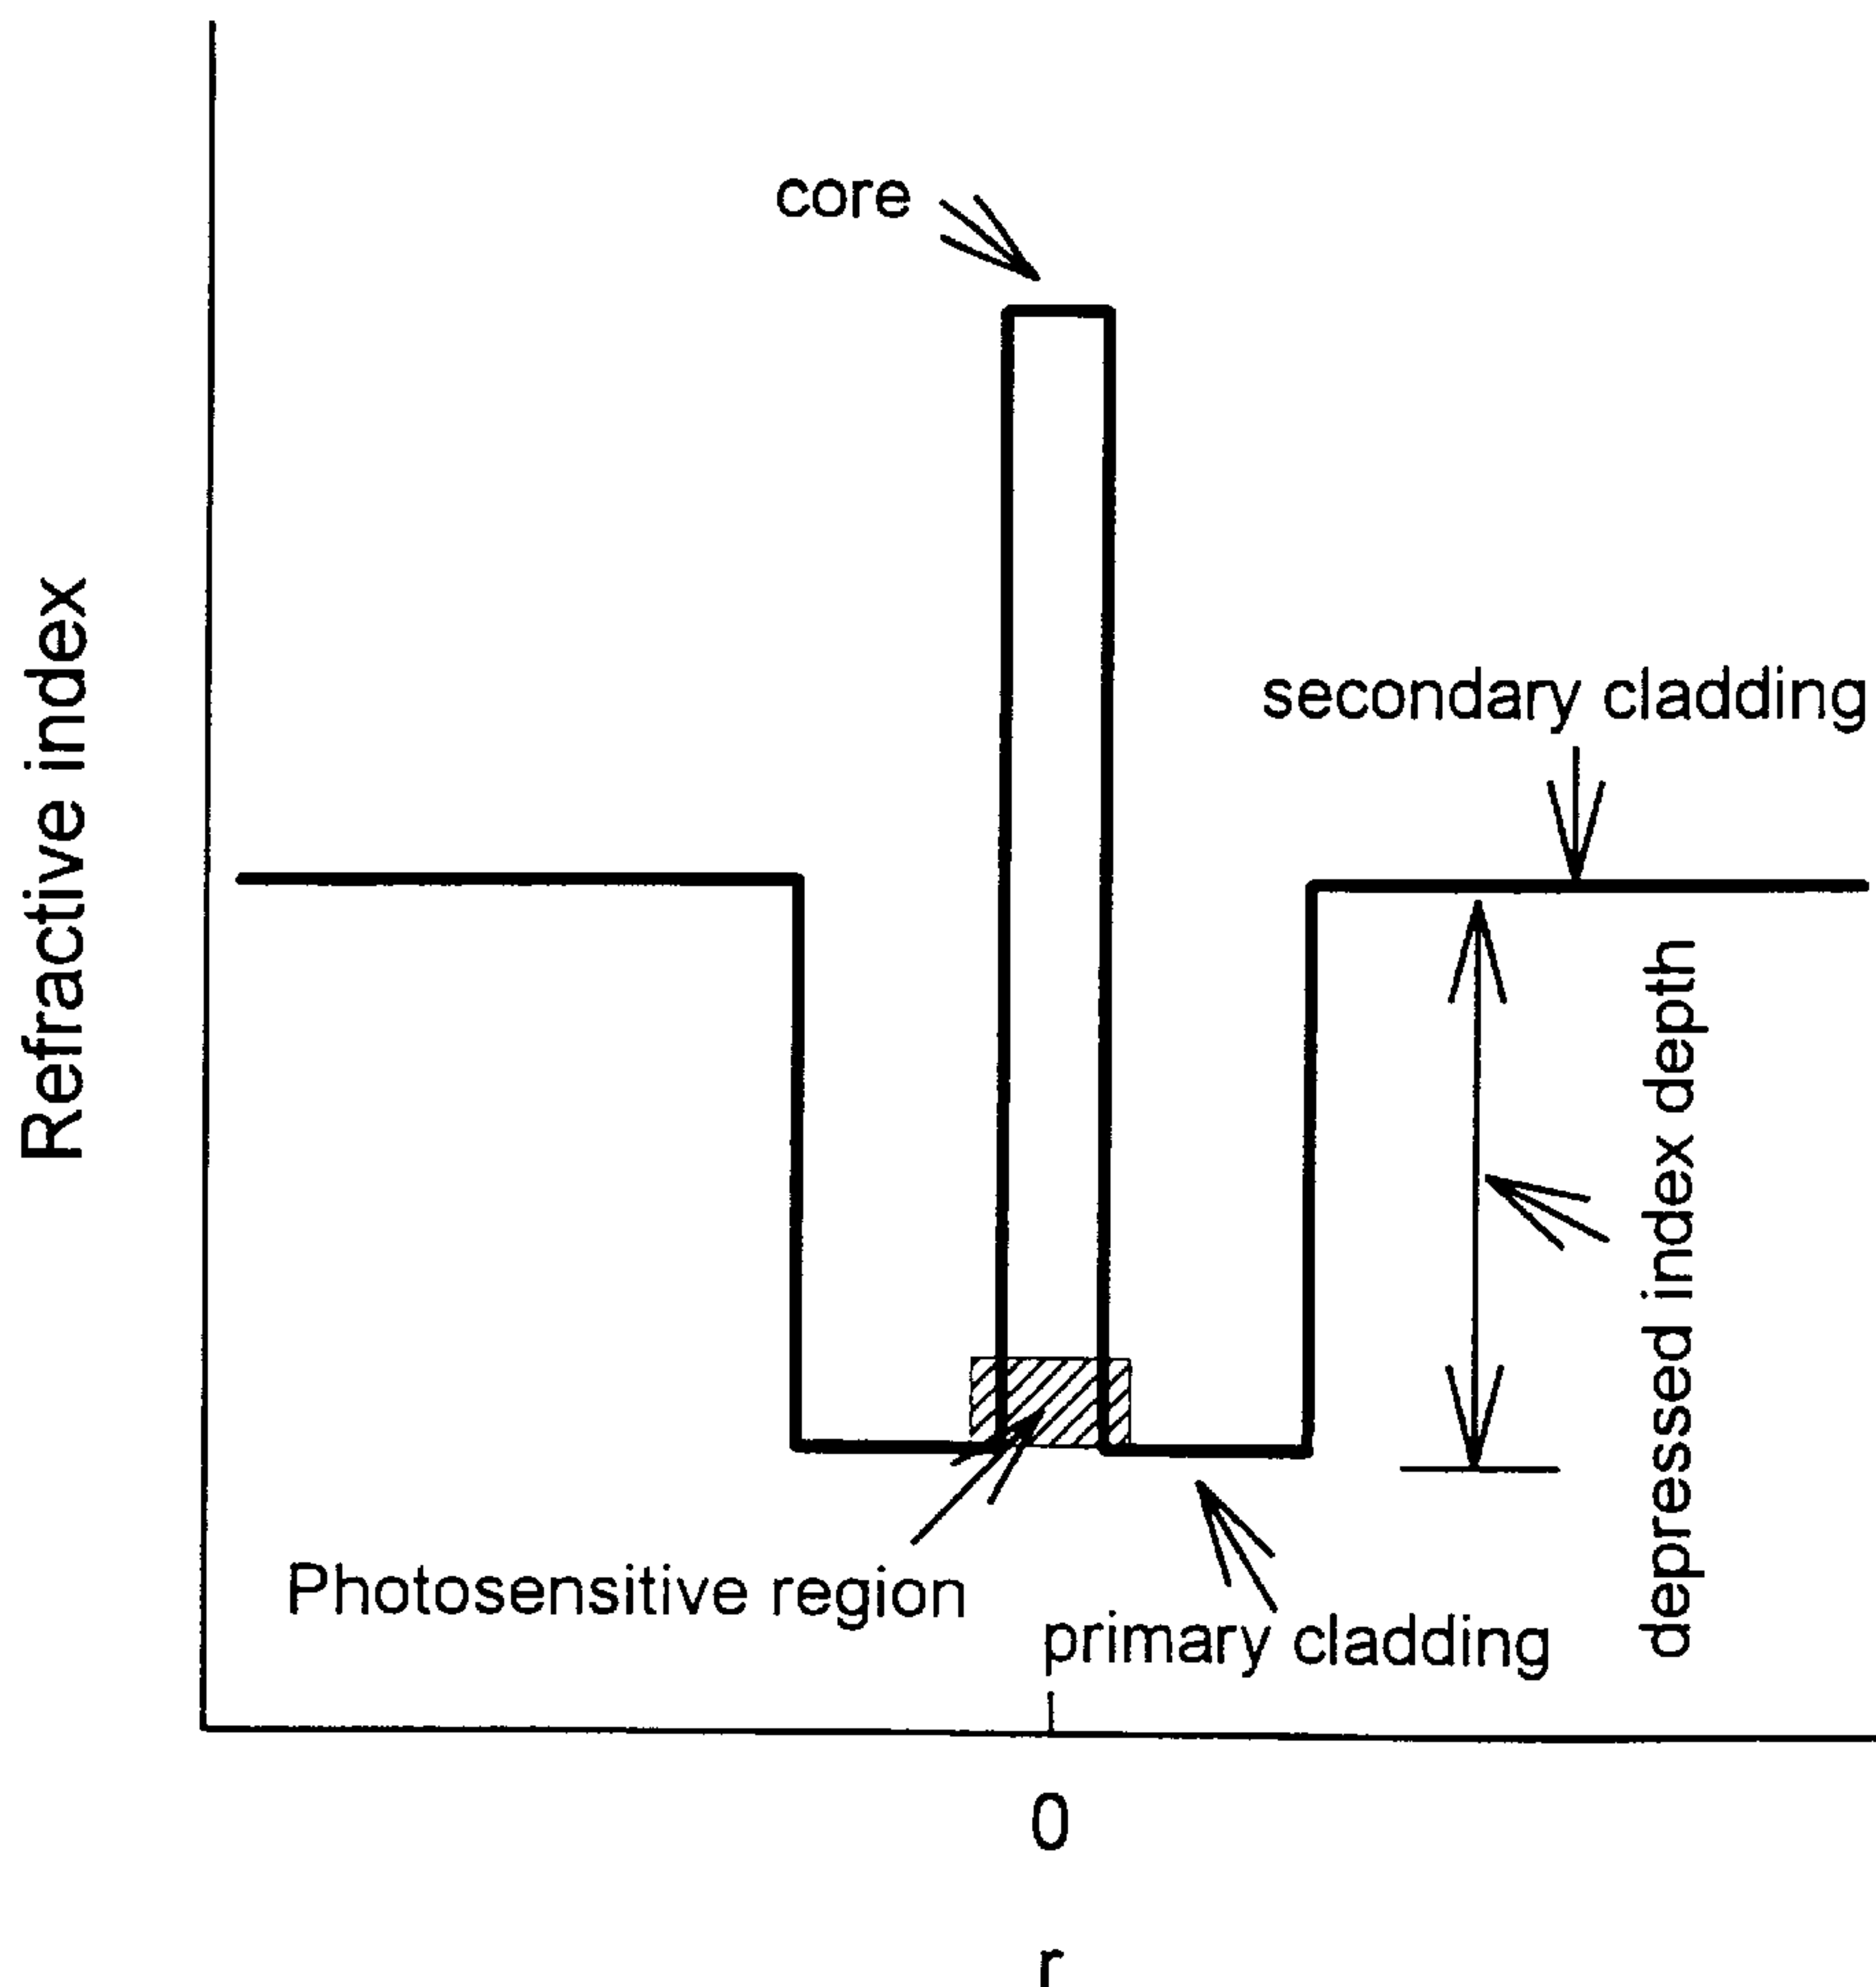 core
secondary cladding
Refractive index
depressed index depth
Photosensitive region
primary cladding
0
r